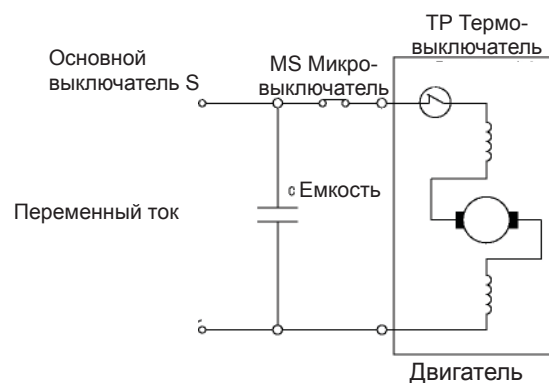 TP Термо-
выключатель
Основной
выключатель S
MS Микро-
выключатель
c Емкость
Переменный ток
Двигатель